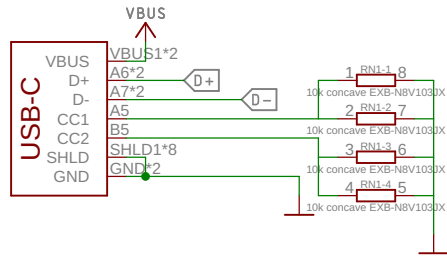 VBUS
USB-C
VBUS VBUS1*2
D+ A6*2 D+
D- A7*2 D-
CC1 A5
CC2 B5
SHLD SHLD1*8
GND GND*2
1 RN1-1 8
10k concave EXB-N8V103JX
2 RN1-2 7
10k concave EXB-N8V103JX
3 RN1-3 6
10k concave EXB-N8V103JX
4 RN1-4 5
10k concave EXB-N8V103JX